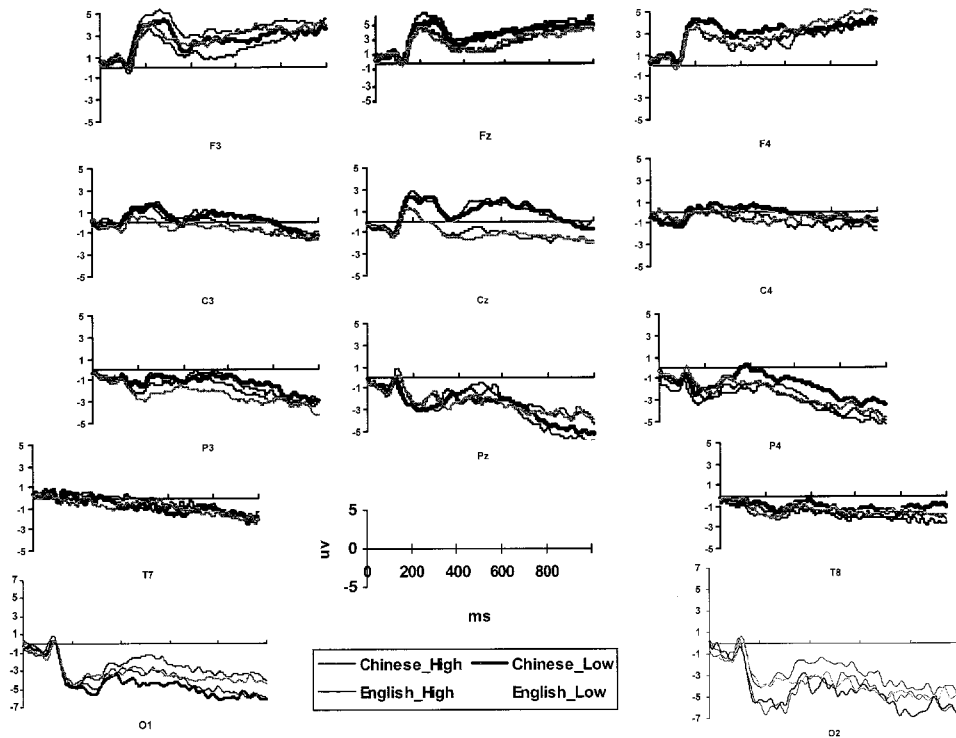 5 3 1 -1 -3 -5
F3
5 3 1 -1 -3 -5
Fz
5 3 1 -1 -3 -5
F4
5 3 1 -1 -3 -5
C3
5 3 1 -1 -3 -5
Cz
5 3 1 -1 -3 -5
C4
5 3 1 -1 -3 -5
P3
5 3 1 -1 -3 -5
Pz
5 3 1 -1 -3 -5
P4
5 3 1 -1 -3 -5
T7
uv
5
0
-5
0 200 400 600 800
ms
5 3 1 -1 -3 -5
T8
7 5 3 1 -1 -3 -5 -7
O1
Chinese_High Chinese_Low
English_High English_Low
7 5 3 1 -1 -3 -5 -7
O2